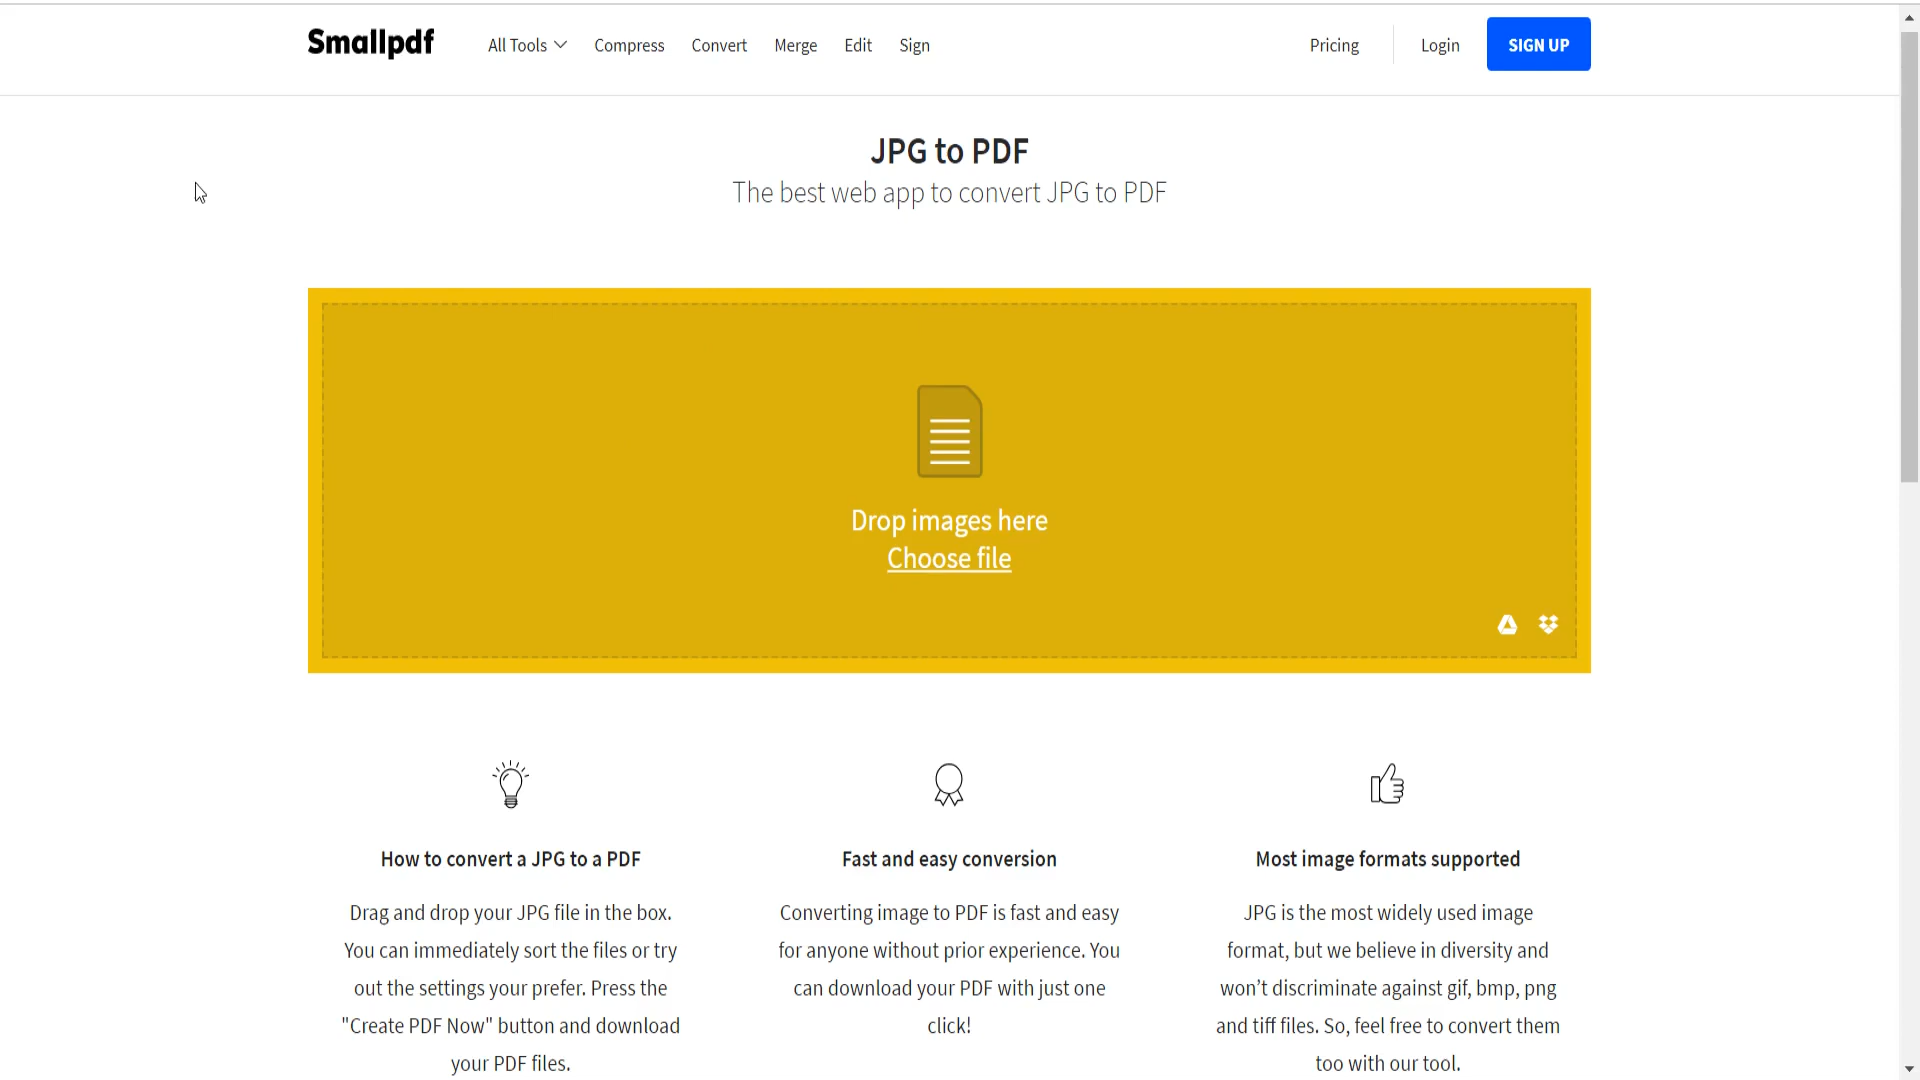 Smallpdf
All Tools
Compress
Convert
Merge
Edit
Sign
Pricing
Login
SIGN UP
JPG to PDF
The best web app to convert JPG to PDF
Drop images here
Choose file
How to convert a JPG to a PDF
Drag and drop your JPG file in the box.
You can immediately sort the files or try
out the settings your prefer. Press the
"Create PDF Now" button and download
your PDF files.
Fast and easy conversion
Converting image to PDF is fast and easy
for anyone without prior experience. You
can download your PDF with just one
click!
Most image formats supported
JPG is the most widely used image
format, but we believe in diversity and
won’t discriminate against gif, bmp, png
and tiff files. So, feel free to convert them
too with our tool.